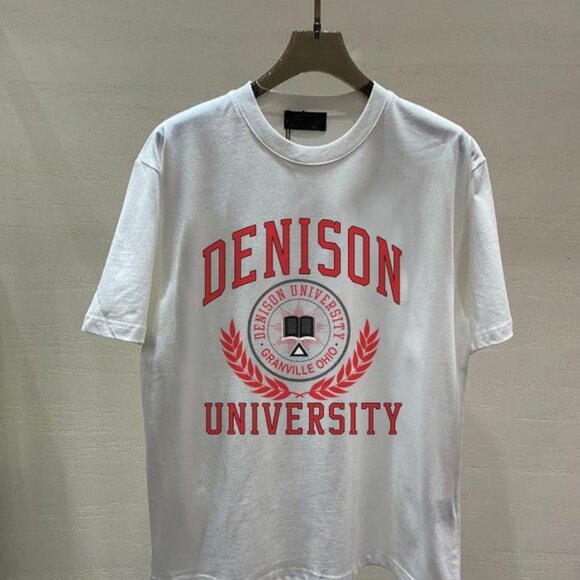 DENISON
· DENISON UNIVERSITY ·
GRANVILLE OHIO
UNIVERSITY